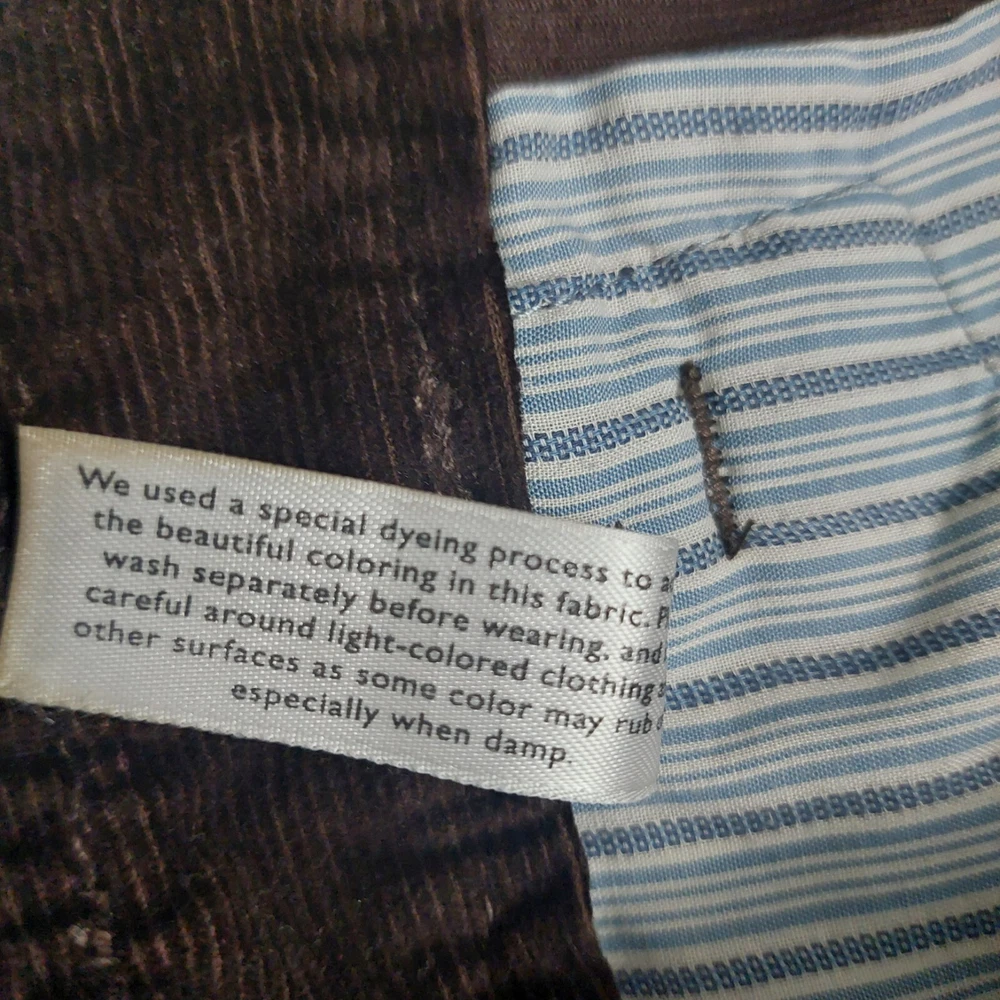 We used a special dyeing process to
the beautiful coloring in this fabric.
wash separately before wearing, and
careful around light-colored clothing
other surfaces as some color may rub
especially when damp.